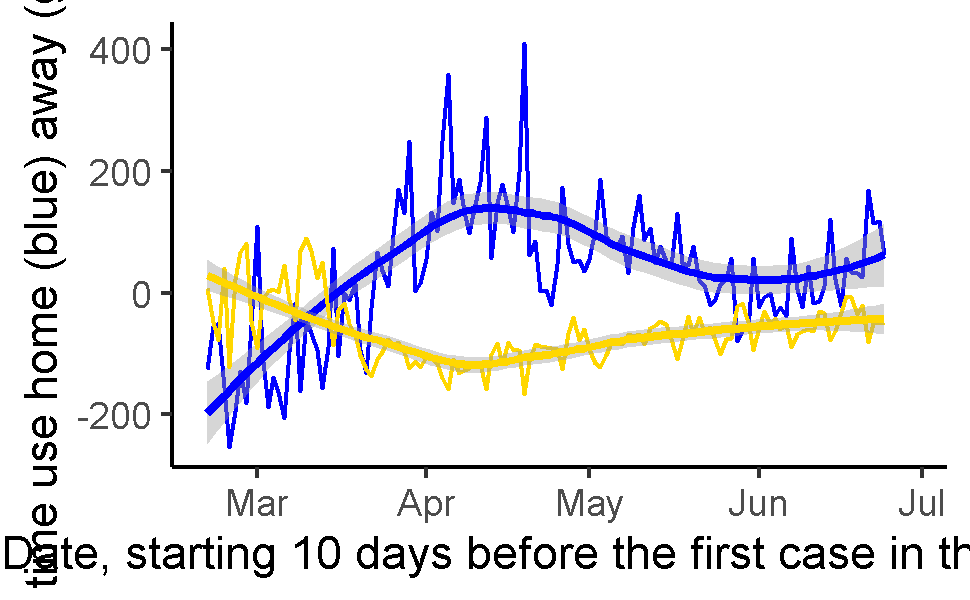 time use home (blue) away (
400
200
0
-200
Mar Apr May Jun Jul
Date, starting 10 days before the first case in th